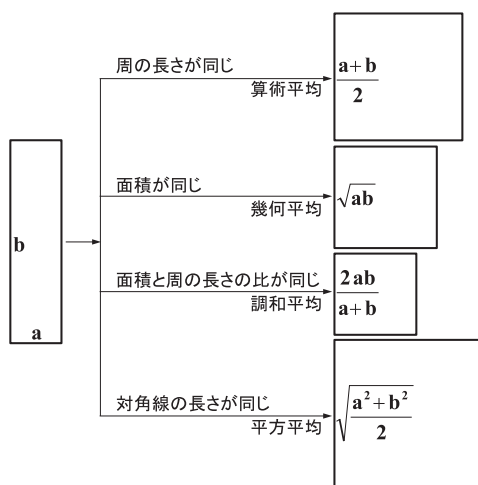 周の長さが同じ
算術平均
a+b
2
面積が同じ
幾何平均
√ab
b
a
面積と周の長さの比が同じ
調和平均
2ab
a+b
対角線の長さが同じ
平方平均
√a²+b²
2